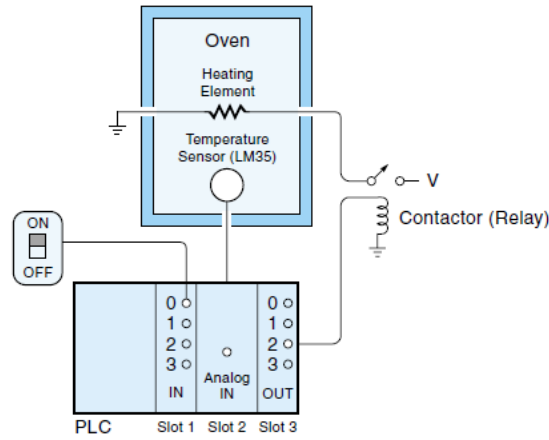 Oven
Heating
Element
Temperature
Sensor (LM35)
V
Contactor (Relay)
ON
OFF
0
1
2
3
IN
Analog
IN
0
1
2
3
OUT
PLC
Slot 1
Slot 2
Slot 3